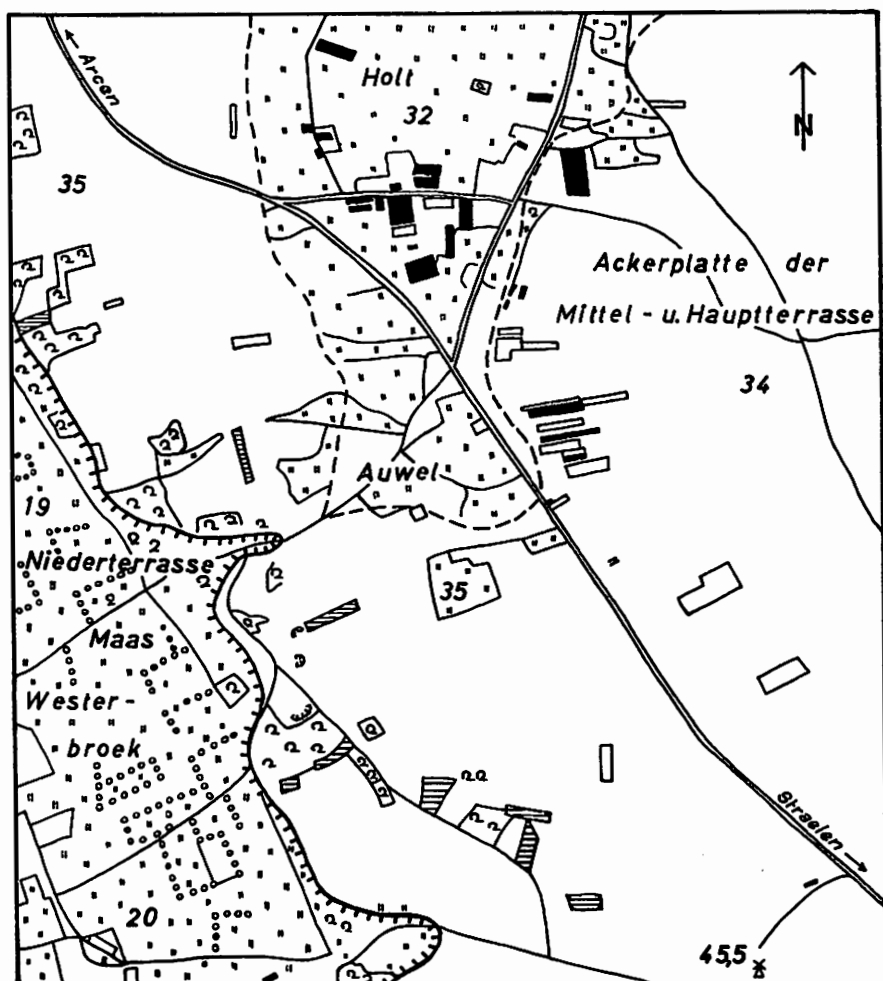 ← Arcen
Holt
32
N
35
Ackerplatte der
Mittel - u. Hauptterrasse
34
Auwel
19
Niederterrasse
35
Maas
Wester-
broek
Straelen →
20
45,5